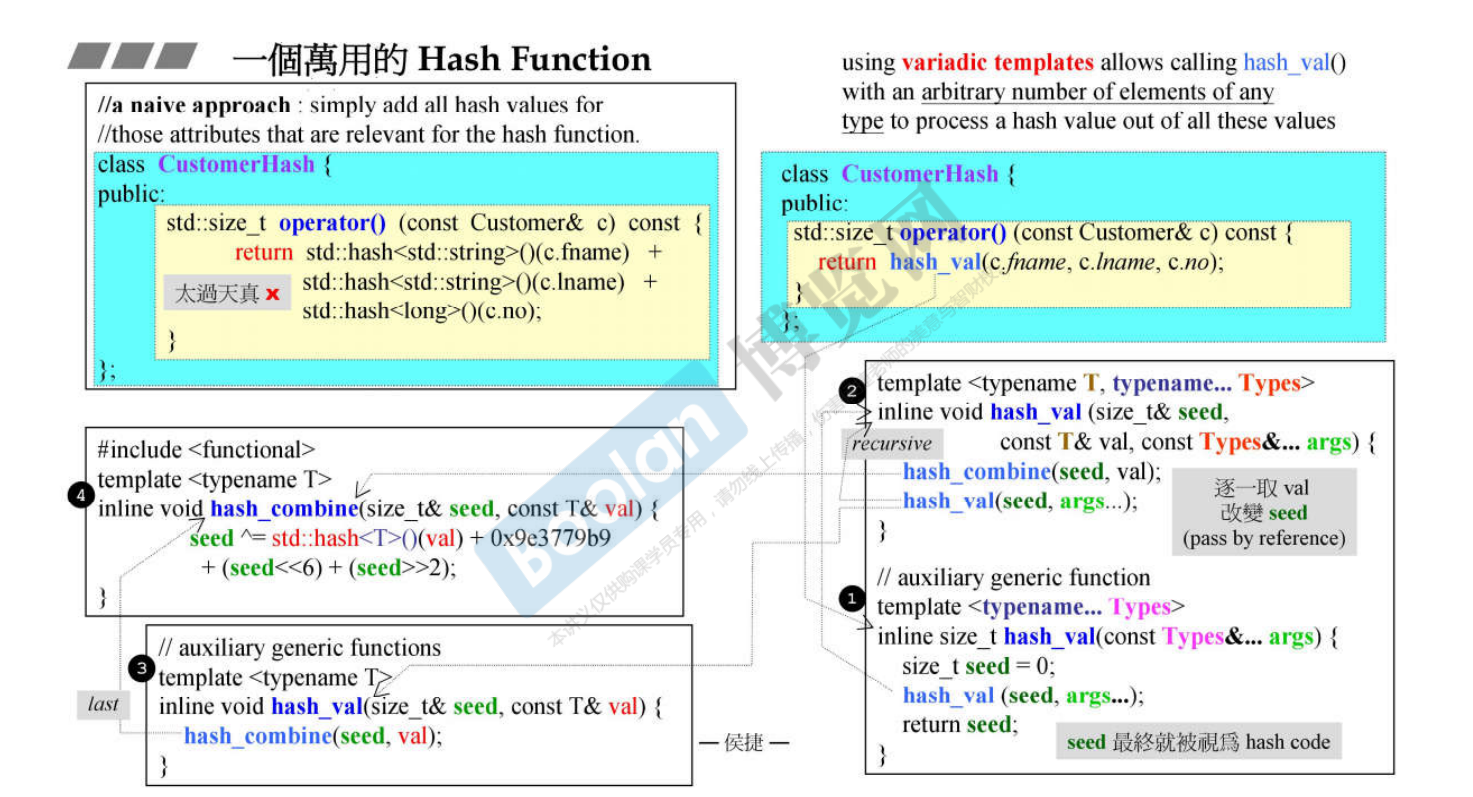 一個萬用的 Hash Function
//a naive approach : simply add all hash values for
//those attributes that are relevant for the hash function.
class CustomerHash {
public:
std::size_t operator() (const Customer& c) const {
return std::hash<std::string>()(c.fname) +
太過天真 x std::hash<std::string>()(c.lname) +
std::hash<long>()(c.no);
}
};
using variadic templates allows calling hash_val()
with an arbitrary number of elements of any
type to process a hash value out of all these values
class CustomerHash {
public:
std::size_t operator() (const Customer& c) const {
return hash_val(c.fname, c.lname, c.no);
}
};
2
template <typename T, typename... Types>
inline void hash_val (size_t& seed,
recursive
const T& val, const Types&... args) {
hash_combine(seed, val);
hash_val(seed, args...);
}
逐一取 val
改變 seed
(pass by reference)
// auxiliary generic function
1
template <typename... Types>
inline size_t hash_val(const Types&... args) {
size_t seed = 0;
hash_val (seed, args...);
return seed;
}
seed 最終就被視為 hash code
#include <functional>
template <typename T>
4
inline void hash_combine(size_t& seed, const T& val) {
seed ^= std::hash<T>()(val) + 0x9e3779b9
+ (seed<<6) + (seed>>2);
}
// auxiliary generic functions
3
template <typename T>
inline void hash_val(size_t& seed, const T& val) {
last
hash_combine(seed, val);
}
— 侯捷 —
boolan 博览网